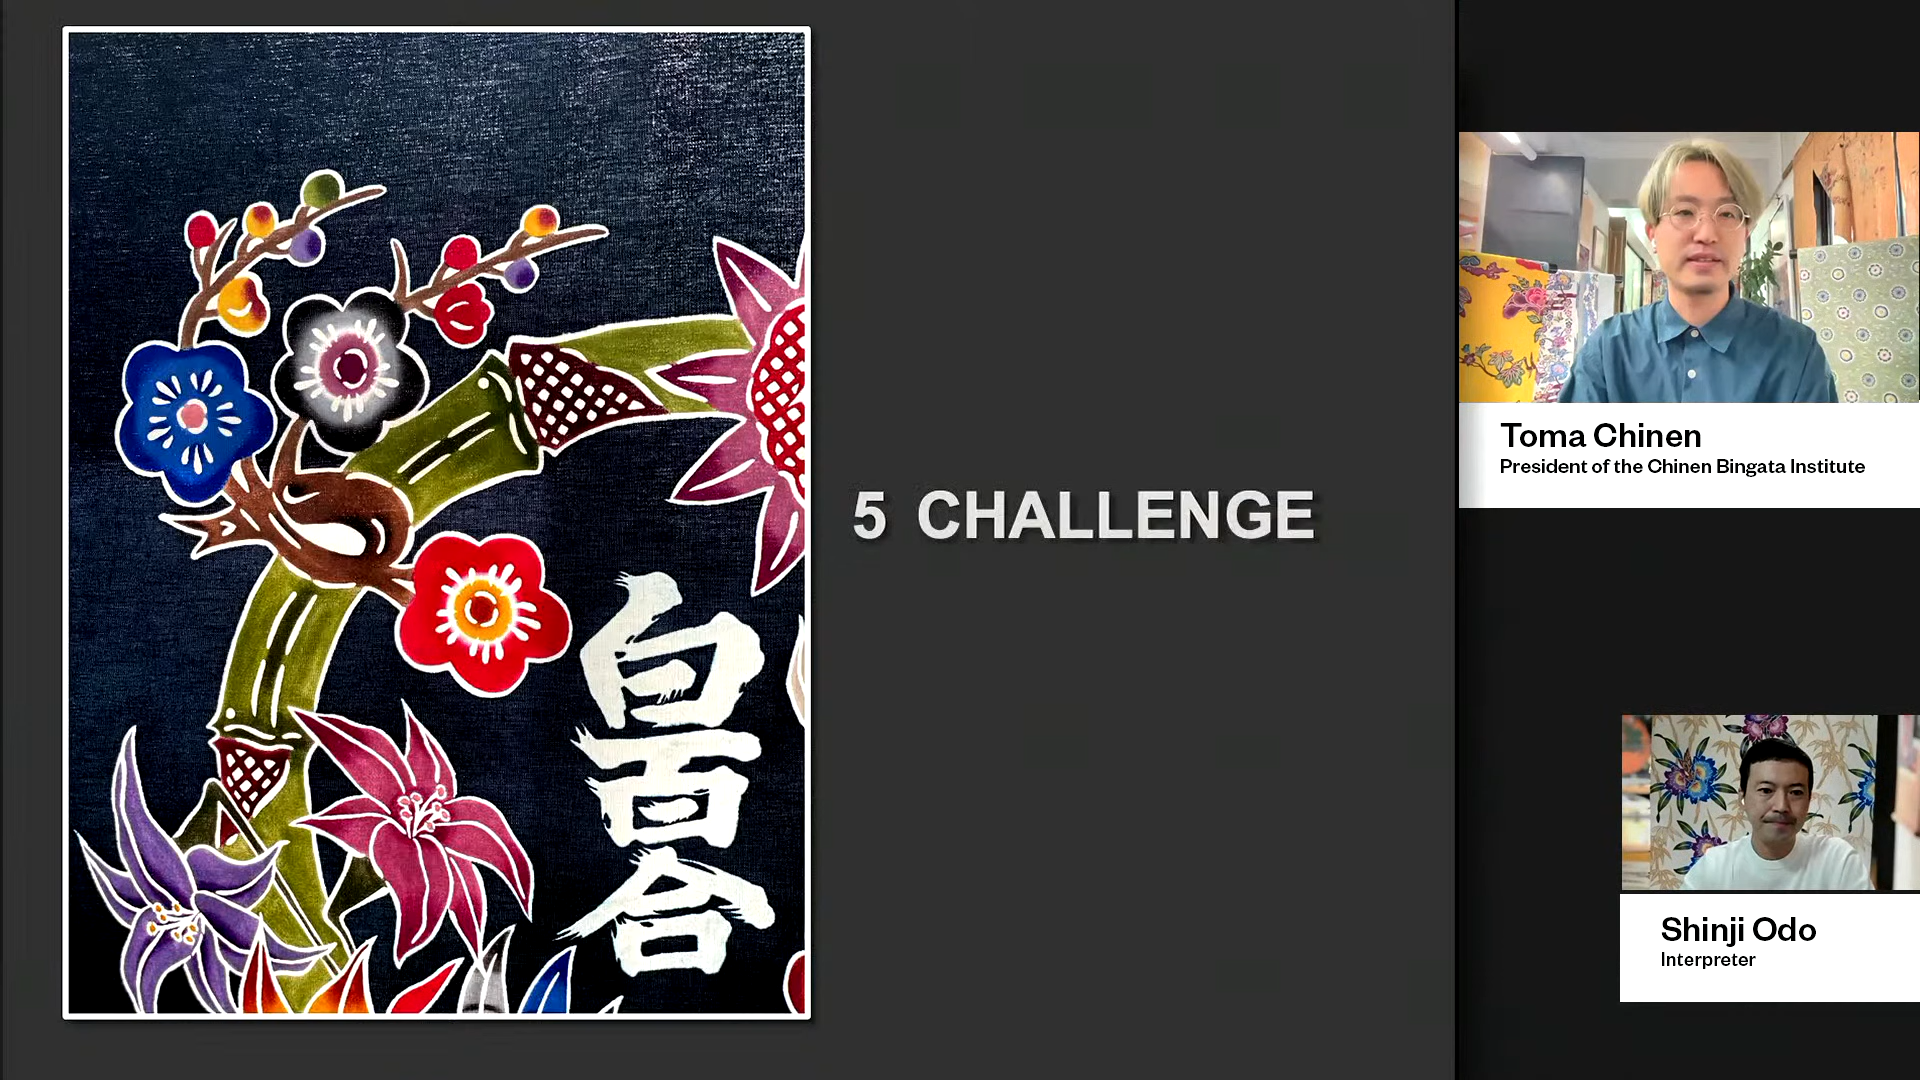 白百合
5 CHALLENGE
Toma Chinen
President of the Chinen Bingata Institute
Shinji Odo
Interpreter